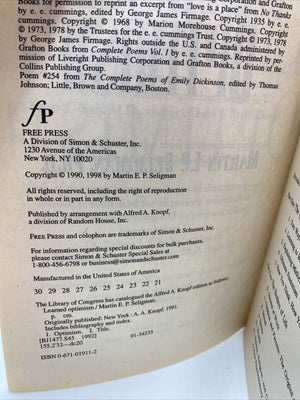 Books for permission to reprint an excerpt from "love is a place" from No Thanks
by e. e. cummings, edited by George James Firmage. Copyright 1935 by e. e.
cummings. Copyright © 1968 by Marion Morehouse Cummings. Copyright
© 1973, 1978 by the Trustees for the e. e. cummings Trust. Copyright © 1973, 1978
by George James Firmage. Rights outside the U.S. and Canada administered by
Grafton Books from Complete Poems Vol. I by e. e. cummings. Reprinted by per-
mission of Liveright Publishing Corporation and Grafton Books, a division of the
Collins Publishing Group.
Poem #254 from The Complete Poems of Emily Dickinson, edited by Thomas
Johnson; Little, Brown and Company, Boston.
fP
FREE PRESS
A Division of Simon & Schuster, Inc.
1230 Avenue of the Americas
New York, NY 10020
Copyright © 1990, 1998 by Martin E. P. Seligman
All rights reserved, including the right of reproduction
in whole or in part in any form.
Published by arrangement with Alfred A. Knopf,
a division of Random House, Inc.
FREE PRESS and colophon are trademarks of Simon & Schuster, Inc.
For information regarding special discounts for bulk purchases,
please contact Simon & Schuster Special Sales at
1-800-456-6798 or business@simonandschuster.com
Manufactured in the United States of America
30 29 28 27 26 25 24 23 22 21
The Library of Congress has catalogued the Alfred A. Knopf edition as follows:
Learned optimism / Martin E. P. Seligman.
p. cm.
Originally published: New York : A. A. Knopf, 1991.
Includes bibliography and index.
1. Optimism. I. Title.
[BJ1477.S45 1992] 91-34235
155.2'32—dc20
ISBN 0-671-01911-2